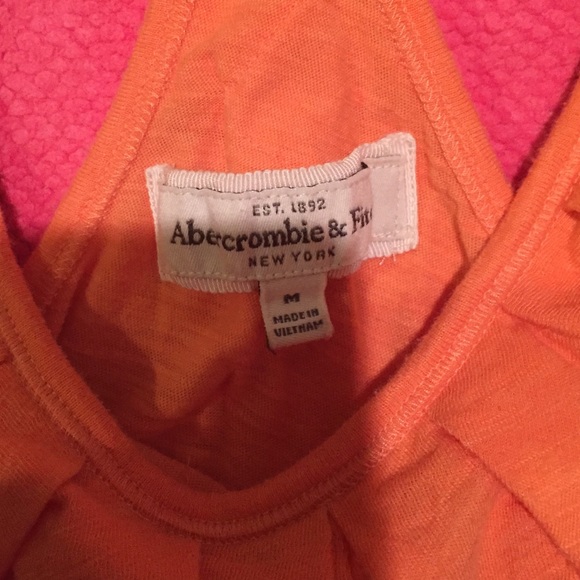 EST. 1892
Abercrombie & Fit
NEW YORK
M
MADE IN
VIETNAM